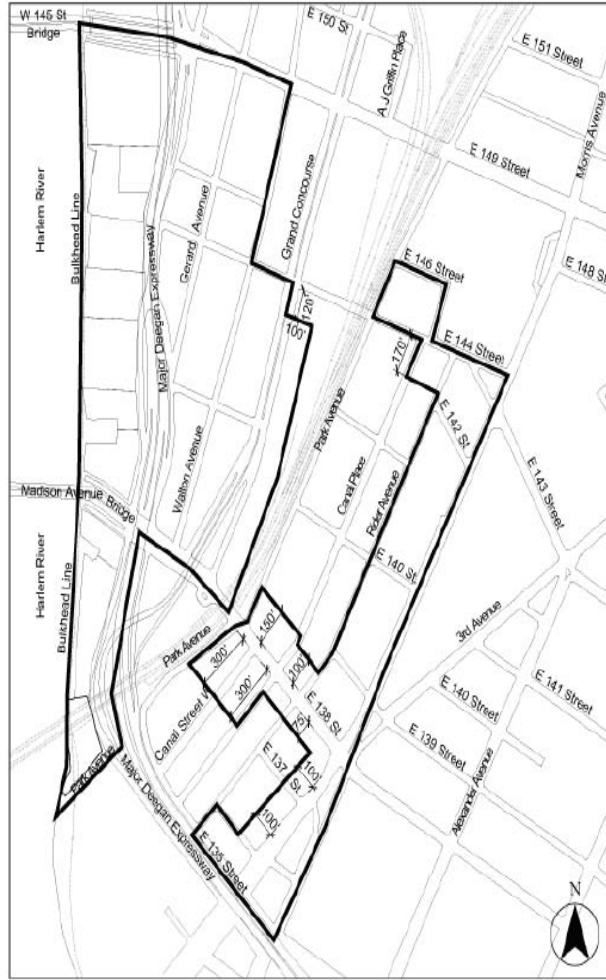 W 145 St
Bridge
E 150 St
A J Griffin Place
E 151 Street
Morris Avenue
E 149 Street
Harlem River
Bulkhead Line
Major Deegan Expressway
Gerard Avenue
Grand Concourse
E 148 St
E 146 Street
120'
100'
E 144 Street
170'
Park Avenue
E 142 St.
Walton Avenue
Canal Place
Rider Avenue
E 143 Street
Madison Avenue Bridge
E 140 St.
Harlem River
Bulkhead Line
3rd Avenue
Park Avenue
150'
300'
100'
E 141 Street
E 140 Street
300'
E 138 St.
E 139 Street
Canal Street W
75'
Alexander Avenue
E 137 St.
100'
Park Avenue
Major Deegan Expressway
100'
E 135 Street
N